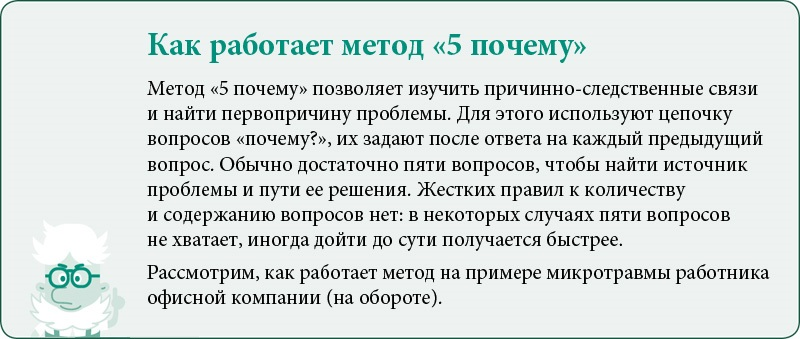 Как работает метод «5 почему»
Метод «5 почему» позволяет изучить причинно-следственные связи
и найти первопричину проблемы. Для этого используют цепочку
вопросов «почему?», их задают после ответа на каждый предыдущий
вопрос. Обычно достаточно пяти вопросов, чтобы найти источник
проблемы и пути ее решения. Жестких правил к количеству
и содержанию вопросов нет: в некоторых случаях пяти вопросов
не хватает, иногда дойти до сути получается быстрее.
Рассмотрим, как работает метод на примере микротравмы работника
офисной компании (на обороте).